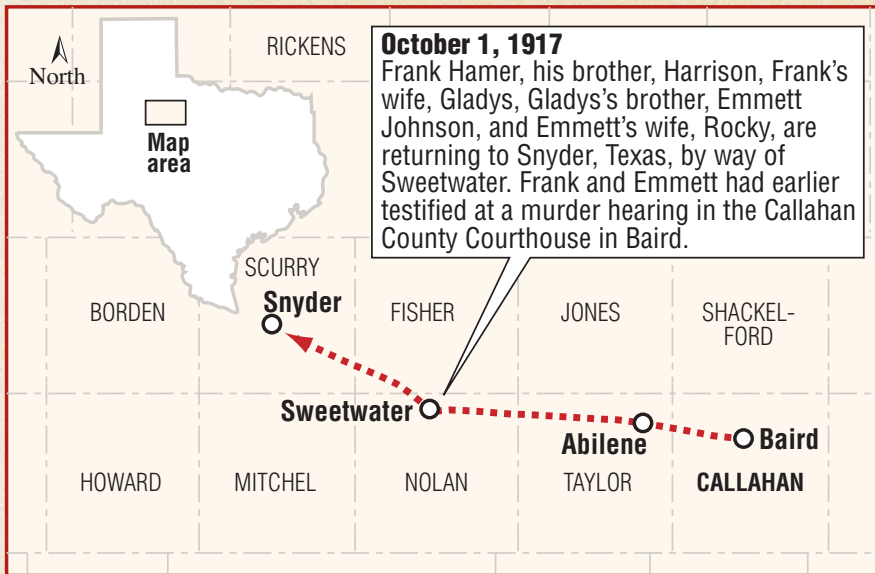 North
Map
area
RICKENS
October 1, 1917
Frank Hamer, his brother, Harrison, Frank's
wife, Gladys, Gladys's brother, Emmett
Johnson, and Emmett's wife, Rocky, are
returning to Snyder, Texas, by way of
Sweetwater. Frank and Emmett had earlier
testified at a murder hearing in the Callahan
County Courthouse in Baird.
SCURRY
Snyder
BORDEN
FISHER
JONES
SHACKEL-
FORD
Sweetwater
Abilene
Baird
HOWARD
MITCHEL
NOLAN
TAYLOR
CALLAHAN